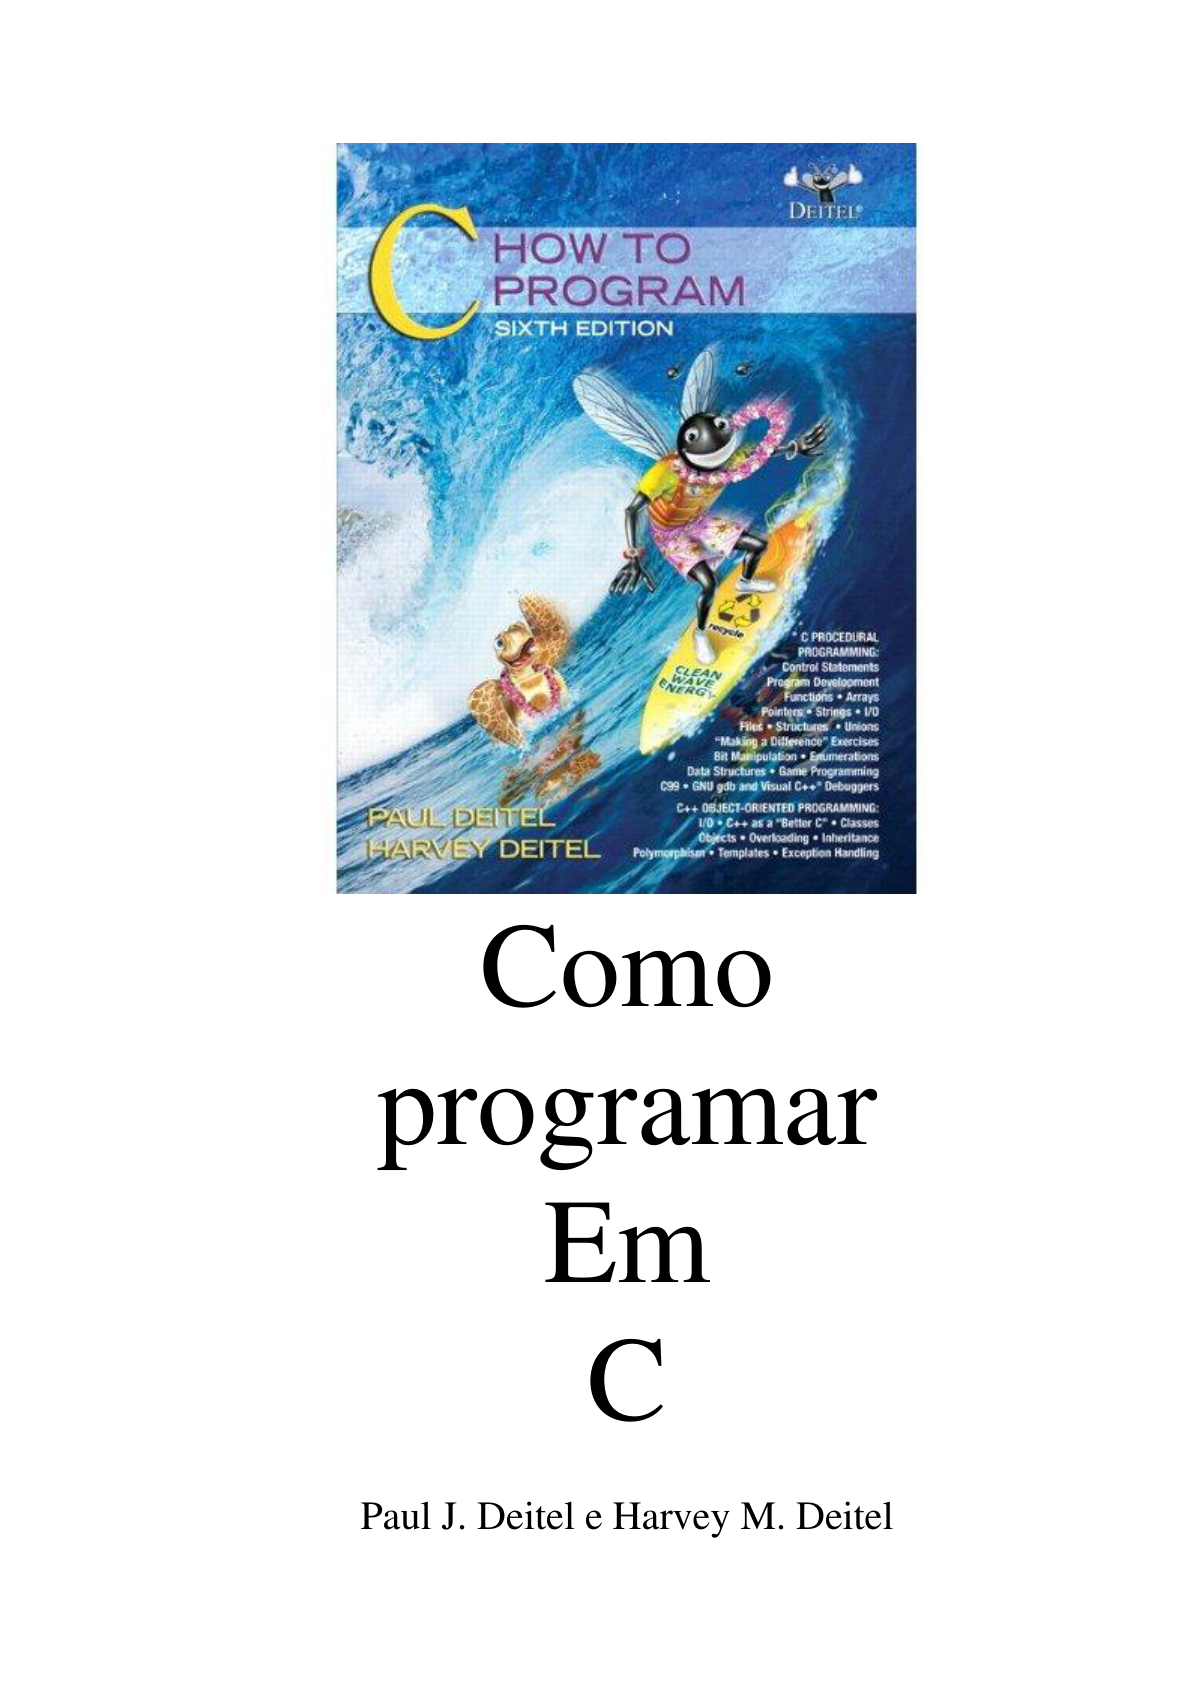 DEITEL®
C HOW TO
PROGRAM
SIXTH EDITION
recycle
CLEAN
WAVE
ENERGY
C PROCEDURAL
PROGRAMMING:
Control Statements
Program Development
Functions • Arrays
Pointers • Strings • I/O
Files • Structures • Unions
"Making a Difference" Exercises
Bit Manipulation • Enumerations
Data Structures • Game Programming
C99 • GNU gdb and Visual C++® Debuggers
C++ OBJECT-ORIENTED PROGRAMMING:
I/O • C++ as a "Better C" • Classes
Objects • Overloading • Inheritance
Polymorphism • Templates • Exception Handling
PAUL DEITEL
HARVEY DEITEL
Como
programar
Em
C
Paul J. Deitel e Harvey M. Deitel